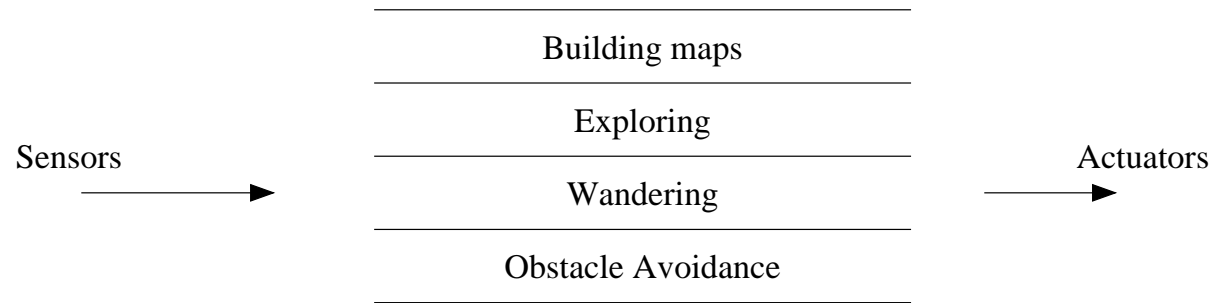 Building maps
Exploring
Sensors
Actuators
Wandering
Obstacle Avoidance